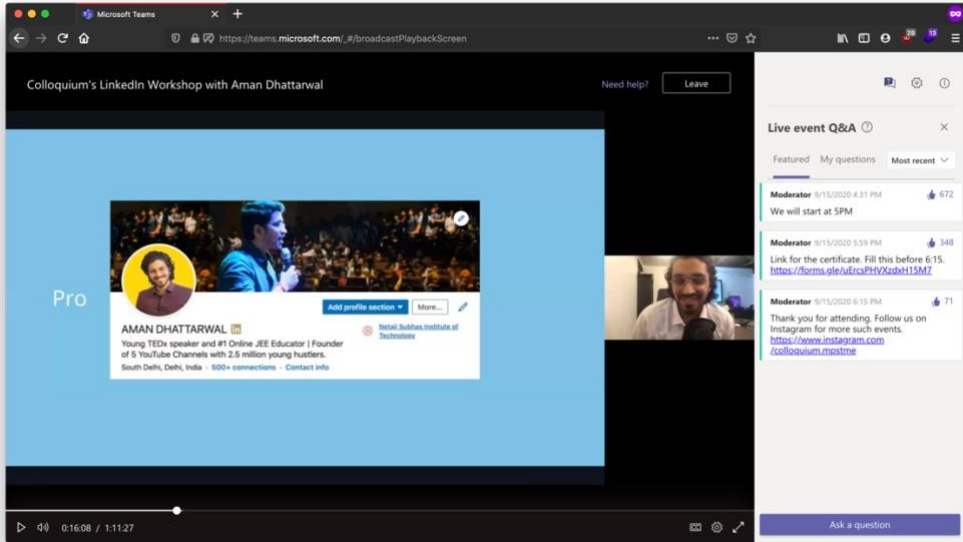 Microsoft Teams
https://teams.microsoft.com/_#/broadcastPlaybackScreen
29
13
Colloquium's LinkedIn Workshop with Aman Dhattarwal
Need help?
Leave
Pro
Add profile section
More...
AMAN DHATTARWAL
Netaji Subhas Institute of
Technology
Young TEDx speaker and #1 Online JEE Educator | Founder
of 5 YouTube Channels with 2.5 million young hustlers.
South Delhi, Delhi, India · 500+ connections · Contact info
0:16:08 / 1:11:27
Live event Q&A
Featured
My questions
Most recent
Moderator 9/15/2020 4:31 PM
672
We will start at 5PM
Moderator 9/15/2020 5:59 PM
348
Link for the certificate. Fill this before 6:15.
https://forms.gle/uErcsPHVXzdxH15M7
Moderator 9/15/2020 6:15 PM
71
Thank you for attending. Follow us on
Instagram for more such events.
https://www.instagram.com
/colloquium.mpstme
Ask a question